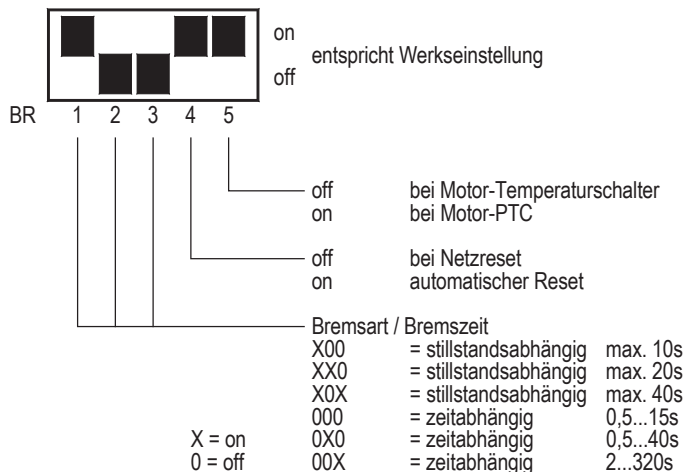 on
entspricht Werkseinstellung
off
BR 1 2 3 4 5
off bei Motor-Temperaturschalter
on bei Motor-PTC
off bei Netzreset
on automatischer Reset
Bremsart / Bremszeit
X00 = stillstandsabhängig max. 10s
XX0 = stillstandsabhängig max. 20s
X0X = stillstandsabhängig max. 40s
000 = zeitabhängig 0,5...15s
X = on 0X0 = zeitabhängig 0,5...40s
0 = off 00X = zeitabhängig 2...320s